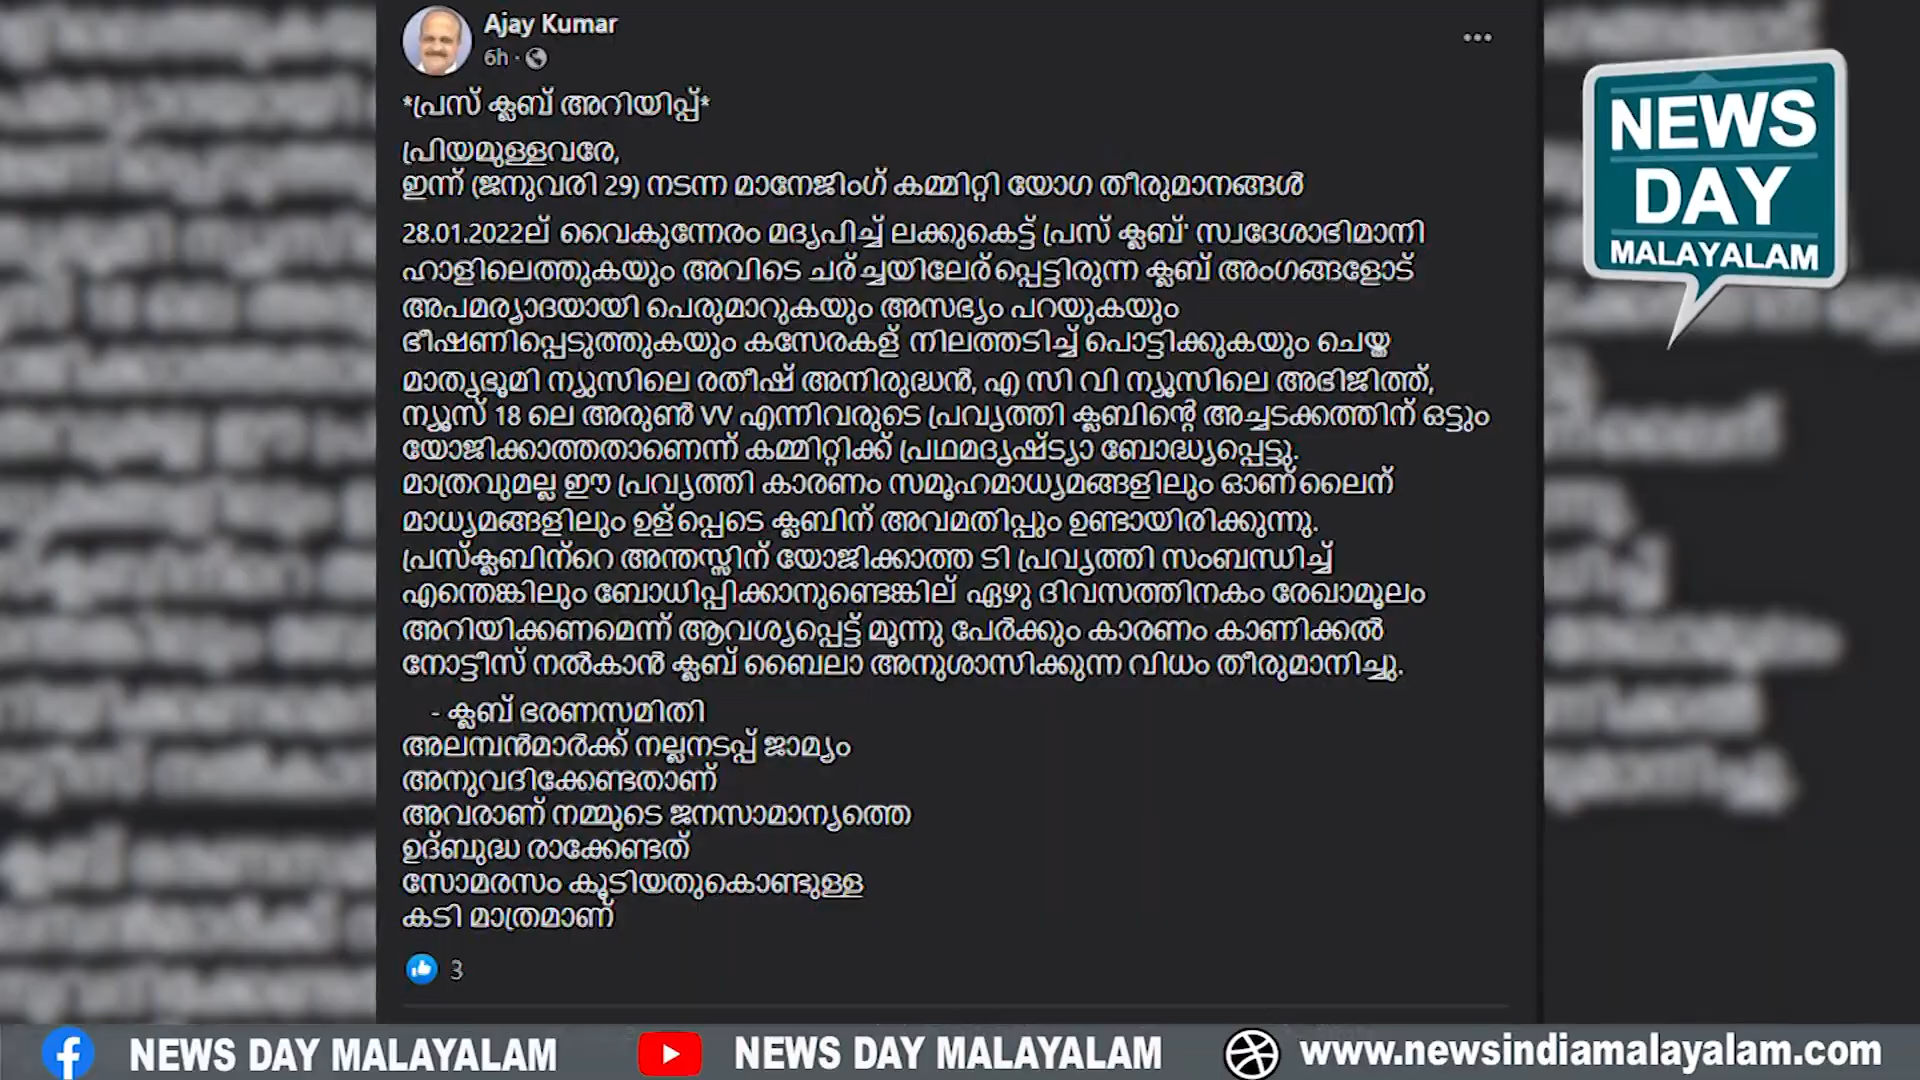 Ajay Kumar
6h ·
*പ്രസ് ക്ലബ് അറിയിപ്പ്*
പ്രിയമുള്ളവരേ,
ഇന്ന് (ജനുവരി 29) നടന്ന മാനേജിംഗ് കമ്മിറ്റി യോഗ തീരുമാനങ്ങൾ
28.01.2022ല് വൈകുന്നേരം മദ്യപിച്ച് ലക്കുകെട്ട് പ്രസ് ക്ലബ് സ്വദേശാഭിമാനി
ഹാളിലെത്തുകയും അവിടെ ചര്ച്ചയിലേര്പ്പെട്ടിരുന്ന ക്ലബ് അംഗങ്ങളോട്
അപമര്യാദയായി പെരുമാറുകയും അസഭ്യം പറയുകയും
ഭീഷണിപ്പെടുത്തുകയും കസേരകള് നിലത്തടിച്ച് പൊട്ടിക്കുകയും ചെയ്ത
മാതൃഭൂമി ന്യുസിലെ രതീഷ് അനിരുദ്ധൻ, എ സി വി ന്യൂസിലെ അഭിജിത്ത്,
ന്യൂസ് 18 ലെ അരുൺ VV എന്നിവരുടെ പ്രവൃത്തി ക്ലബിന്റെ അച്ചടക്കത്തിന് ഒട്ടും
യോജിക്കാത്തതാണെന്ന് കമ്മിറ്റിക്ക് പ്രഥമദൃഷ്ട്യാ ബോദ്ധ്യപ്പെട്ടു.
മാത്രവുമല്ല ഈ പ്രവൃത്തി കാരണം സമൂഹമാധ്യമങ്ങളിലും ഓണ്ലൈന്
മാധ്യമങ്ങളിലും ഉള്പ്പെടെ ക്ലബിന് അവമതിപ്പും ഉണ്ടായിരിക്കുന്നു.
പ്രസ്ക്ലബിന്റെ അന്തസ്സിന് യോജിക്കാത്ത ടി പ്രവൃത്തി സംബന്ധിച്ച്
എന്തെങ്കിലും ബോധിപ്പിക്കാനുണ്ടെങ്കില് ഏഴു ദിവസത്തിനകം രേഖാമൂലം
അറിയിക്കണമെന്ന് ആവശ്യപ്പെട്ട് മൂന്നു പേർക്കും കാരണം കാണിക്കൽ
നോട്ടീസ് നൽകാൻ ക്ലബ് ബൈലാ അനുശാസിക്കുന്ന വിധം തീരുമാനിച്ചു.
- ക്ലബ് ഭരണസമിതി
അലമ്പൻമാർക്ക് നല്ലനടപ്പ് ജാമ്യം
അനുവദിക്കേണ്ടതാണ്
അവരാണ് നമ്മുടെ ജനസാമാന്യത്തെ
ഉദ്ബുദ്ധ രാക്കേണ്ടത്
സോമരസം കൂടിയതുകൊണ്ടുള്ള
കടി മാത്രമാണ്
3
NEWS
DAY
MALAYALAM
NEWS DAY MALAYALAM
NEWS DAY MALAYALAM
www.newsindiamalayalam.com